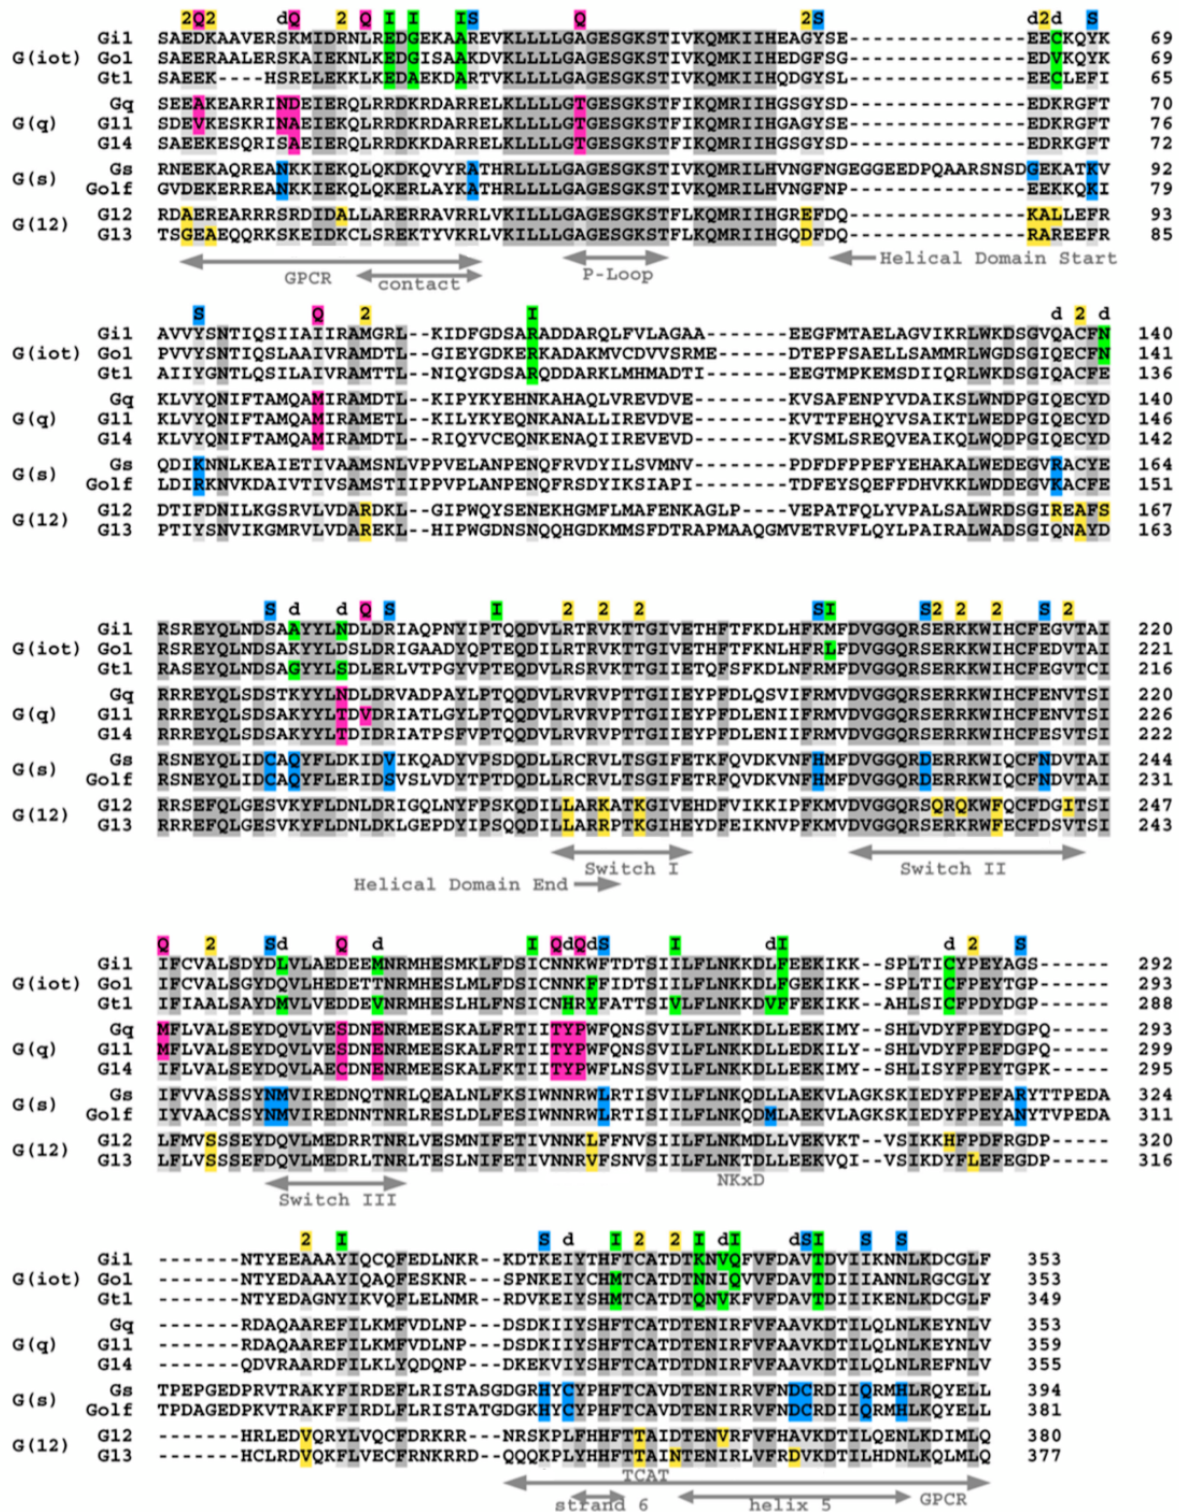 2Q2 dQ 2 Q I I IS Q 2S d2d S
Gi1 SAEDKAAVERSKMIDRNLREDGEKAAREVKLLLLGAGESGKSTIVKQMKIIHEAGYSE---------------EECKQYK 69
G(iot) Go1 SAEERAALERSKAIEKNLKEDGISAAKDVKLLLLGAGESGKSTIVKQMKIIHEDGFSG---------------EDVKQYK 69
Gt1 SAEEK----HSRELEKKLKEDAEKDARTVKLLLLGAGESGKSTIVKQMKIIHQDGYSL---------------EECLEFI 65
Gq SEEAKEARRINDEIERQLRRDKRDARRELKLLLLGTGESGKSTFIKQMRIIHGSGYSD---------------EDKRGFT 70
G(q) G11 SDEVKESKRINAEIEKQLRRDKRDARRELKLLLLGTGESGKSTFIKQMRIIHGAGYSE---------------EDKRGFT 76
G14 SAEEKESQRISAEIERQLRRDKKDARRELKLLLLGTGESGKSTFIKQMRIIHGSGYSD---------------EDRKGFT 72
G(s) Gs RNEEKAQREANKKIEKQLQKDKQVYRATHRLLLLGAGESGKSTIVKQMRILHVNGFNGEGGEEDPQAARSNSDGEKATKV 92
Golf GVDEKERREANKKIEKQLQKERLAYKATHRLLLLGAGESGKSTIVKQMRILHVNGFNP---------------EEKKQKI 79
G(12) G12 RDAEREARRRSRDIDALLARERRAVRRLVKILLLGAGESGKSTFLKQMRIIHGREFDQ---------------KALLEFR 93
G13 TSGEAEQQRKSKEIDKCLSREKTYVKRLVKILLLGAGESGKSTFLKQMRIIHGQDFDQ---------------RAREEFR 85
GPCR contact P-Loop Helical Domain Start
S Q 2 I d 2 d
Gi1 AVVYSNTIQSIIAIIRAMGRL--KIDFGDSARADDARQLFVLAGAA-------EEGFMTAELAGVIKRLWKDSGVQACFN 140
G(iot) Go1 PVVYSNTIQSLAAIVRAMDTL--GIEYGDKERKADAKMVCDVVSRME------DTEPFSAELLSAMMRLWGDSGIQECFN 141
Gt1 AIIYGNTLQSILAIVRAMTTL--NIQYGDSARQDDARKLMHMADTI-------EEGTMPKEMSDIIQRLWKDSGIQACFE 136
Gq KLVYQNIFTAMQAMIRAMDTL--KIPYKYEHNKAHAQLVREVDVE--------KVSAFENPYVDAIKSLWNDPGIQECYD 140
G(q) G11 KLVYQNIFTAMQAMIRAMDTL--KILYKYEQNKANALLIREVDVE--------KVTTFEHQYVSAIKTLWEDPGIQECYD 146
G14 KLVYQNIFTAMQAMIRAMDTL--RIQYVCEQNKENAQIIREVEVD--------KVSMLSREQVEAIKQLWQDPGIQECYD 142
G(s) Gs QDIKNNLKEAIETIVAAMSNLVPPVELANPENQFRVDYILSVMNV--------PDFDFPPEFYEHAKALWEDEGVRACYE 164
Golf LDIRKNVKDAIVTIVSAMSTIIPPVPLANPENQFRSDYIKSIAPI--------TDFEYSQEFFDHVKKLWDDEGVKACFE 151
G(12) G12 DTIFDNILKGSRVLVDARDKL--GIPWQYSENEKHGMFLMAFENKAGLP----VEPATFQLYVPALSALWRDSGIREAFS 167
G13 PTIYSNVIKGMRVLVDAREKL--HIPWGDNSNQQHGDKMMSFDTRAPMAAQGMVETRVFLQYLPAIRALWADSGIQNAYD 163
S d d Q S I 2 2 2 SI S2 2 2 S 2
Gi1 RSREYQLNDSAAYYLNDLDRIAQPNYIPTQQDVLRTRVKTTGIVETHFTFKDLHFKMFDVGGQRSERKKWIHCFEGVTAI 220
G(iot) Go1 RSREYQLNDSAKYYLDSLDRIGAADYQPTEQDILRTRVKTTGIVETHFTFKNLHFRLFDVGGQRSERKKWIHCFEDVTAI 221
Gt1 RASEYQLNDSAGYYLSDLERLVTPGYVPTEQDVLRSRVKTTGIIETQFSFKDLNFRMFDVGGQRSERKKWIHCFEGVTCI 216
Gq RRREYQLSDSTKYYLNDLDRVADPAYLPTQQDVLRVRVPTTGIIEYPFDLQSVIFRMVDVGGQRSERRKWIHCFENVTSI 220
G(q) G11 RRREYQLSDSAKYYLTDVDRIATLGYLPTQQDVLRVRVPTTGIIEYPFDLENIIFRMVDVGGQRSERRKWIHCFENVTSI 226
G14 RRREYQLSDSAKYYLTDIDRIATPSFVPTQQDVLRVRVPTTGIIEYPFDLENIIFRMVDVGGQRSERRKWIHCFESVTSI 222
G(s) Gs RSNEYQLIDCAQYFLDKIDVIKQADYVPSDQDLLRCRVLTSGIFETKFQVDKVNFHMFDVGGQRDERRKWIQCFNDVTAI 244
Golf RSNEYQLIDCAQYFLERIDSVSLVDYTPSDQDLLRCRVLTSGIFETRFQVDKVNFHMFDVGGQRDERRKWIQCFNDVTAI 231
G(12) G12 RRSEFQLGESVKYFLDNLDRIGQLNYFPSKQDILLARKATKGIVEHDFVIKKIPFKMVDVGGQRSQRQKWFQCFDGITSI 247
G13 RRREFQLGESVKYFLDNLDKLGEPDYIPSQQDILLARRPTKGIHEYDFEIKNVPFKMVDVGGQRSERKRWFECFDSVTSI 243
Switch I Switch II
Helical Domain End
Q 2 Sd Q d I QdQdS I dI d 2 S
Gi1 IFCVALSDYDLVLAEDEEMNRMHESMKLFDSICNNKWFTDTSIILFLNKKDLFEEKIKK--SPLTICYPEYAGS------ 292
G(iot) Go1 IFCVALSGYDQVLHEDETTNRMHESLMLFDSICNNKFFIDTSIILFLNKKDLFGEKIKK--SPLTICFPEYTGP------ 293
Gt1 IFIAALSAYDMVLVEDDEVNRMHESLHLFNSICNHRYFATTSIVLFLNKKDVFFEKIKK--AHLSICFPDYDGP------ 288
Gq MFLVALSEYDQVLVESDNENRMEESKALFRTIITYPWFQNSSVILFLNKKDLLEEKIMY--SHLVDYFPEYDGPQ----- 293
G(q) G11 MFLVALSEYDQVLVESDNENRMEESKALFRTIITYPWFQNSSVILFLNKKDLLEDKILY--SHLVDYFPEFDGPQ----- 299
G14 IFLVALSEYDQVLAECDNENRMEESKALFKTIITYPWFLNSSVILFLNKKDLLEEKIMY--SHLISYFPEYTGPK----- 295
G(s) Gs IFVVASSSYNMVIREDNQTNRLQEALNLFKSIWNNRWLRTISVILFLNKQDLLAEKVLAGKSKIEDYFPEFARYTTPEDA 324
Golf IYVAACSSYNMVIREDNNTNRLRESLDLFESIWNNRWLRTISIILFLNKQDMLAEKVLAGKSKIEDYFPEYANYTVPEDA 311
G(12) G12 LFMVSSSEYDQVLMEDRRTNRLVESMNIFETIVNNKLFFNVSIILFLNKMDLLVEKVKT--VSIKKHFPDFRGDP----- 320
G13 LFLVSSSEFDQVLMEDRLTNRLTESLNIFETIVNNRVFSNVSIILFLNKTDLLEEKVQI--VSIKDYFLEFEGDP----- 316
Switch III NKxD
2 I S d I 2 2 I dI dSI S S
Gi1 -------NTYEEAAAYIQCQFEDLNKR--KDTKEIYTHFTCATDTKNVQFVFDAVTDVIIKNNLKDCGLF 353
G(iot) Go1 -------NTYEDAAAYIQAQFESKNR--SPNKEIYCHMTCATDTNNIQVVFDAVTDIIIANNLRGCGLY 353
Gt1 -------NTYEDAGNYIKVQFLELNMR--RDVKEIYSHMTCATDTQNVKFVFDAVTDIIIKENLKDCGLF 349
Gq -------RDAQAAREFILKMFVDLNP--DSDKIIYSHFTCATDTENIRFVFAAVKDTILQLNLKEYNLV 353
G(q) G11 -------RDAQAAREFILKMFVDLNP--DSDKIIYSHFTCATDTENIRFVFAAVKDTILQLNLKEYNLV 359
G14 -------QDVRAARDFILKLYQDQNP--DKEKVIYSHFTCATDTDNIRFVFAAVKDTILQLNLREFNLV 355
G(s) Gs TPEPGEDPRVTRAKYFIRDEFLRISTASGDGRHYCYPHFTCAVDTENIRRVFNDCRDIIQRMHLRQYELL 394
Golf TPDAGEDPKVTRAKFFIRDLFLRISTATGDGKHYCYPHFTCAVDTENIRRVFNDCRDIIQRMHLKQYELL 381
G(12) G12 -------HRLEDVQRYLVQCFDRKRR--NRSKPLFHHFTTAIDTENVRFVFHAVKDTILQENLKDIMLQ 380
G13 -------HCLRDVQKFLVECFRNKRRD--QQQKPLYHHFTTAINTENIRLVFRDVKDTILHDNLKQLMLQ 377
TCAT
strand 6 helix 5 GPCR